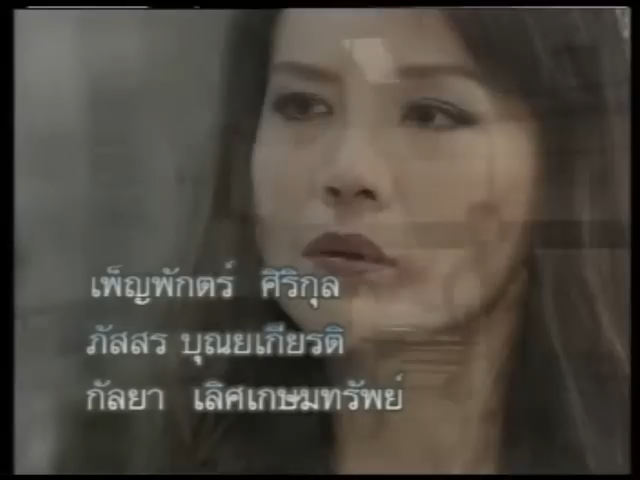 เพ็ญพักตร์ ศิริกุล
ภัสสร บุณยเกียรติ
กัลยา เลิศเกษมทรัพย์